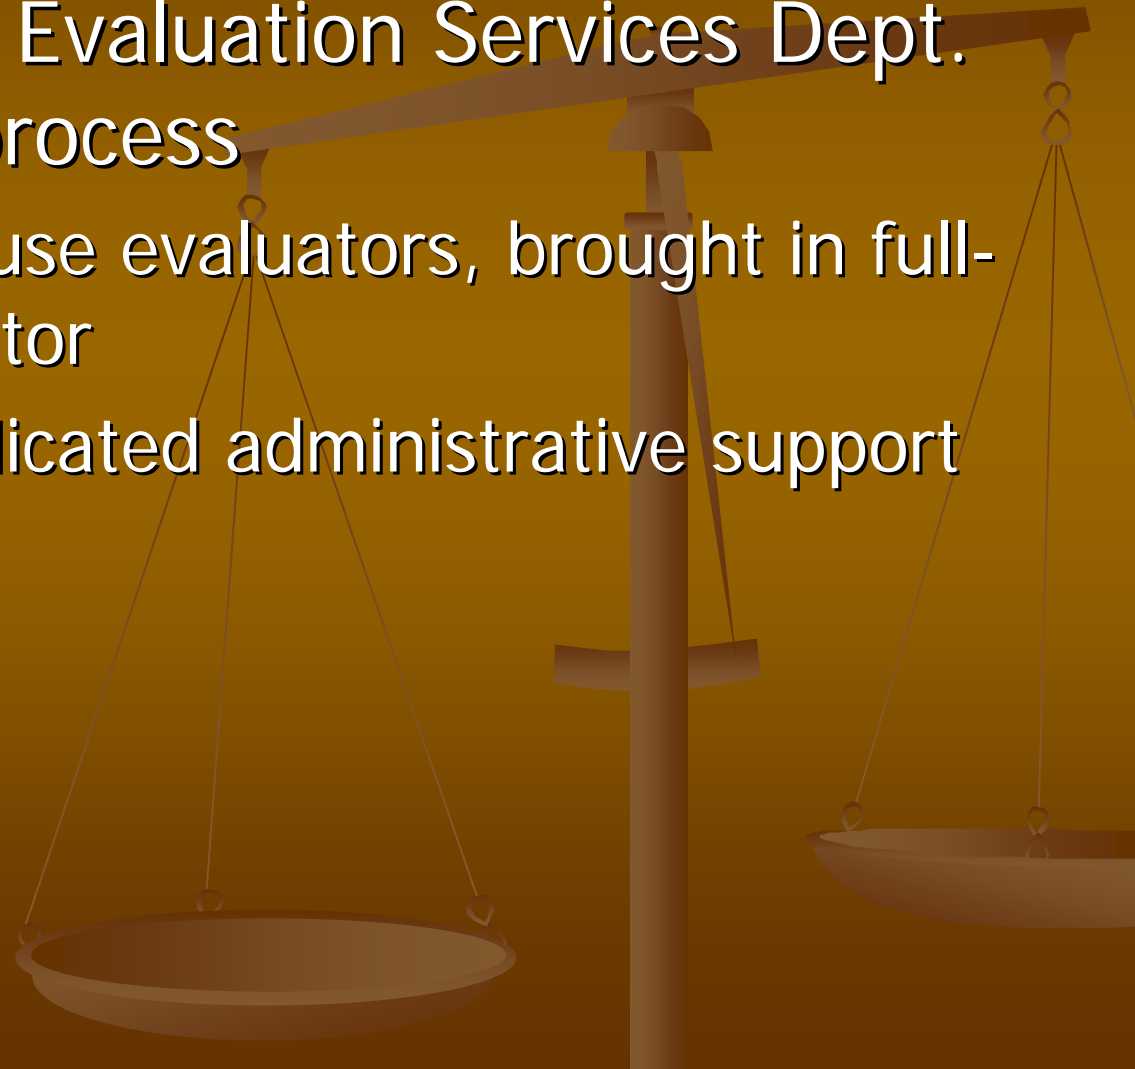 Evaluation Services Dept.
rocess
use evaluators, brought in full-
tor
licated administrative support